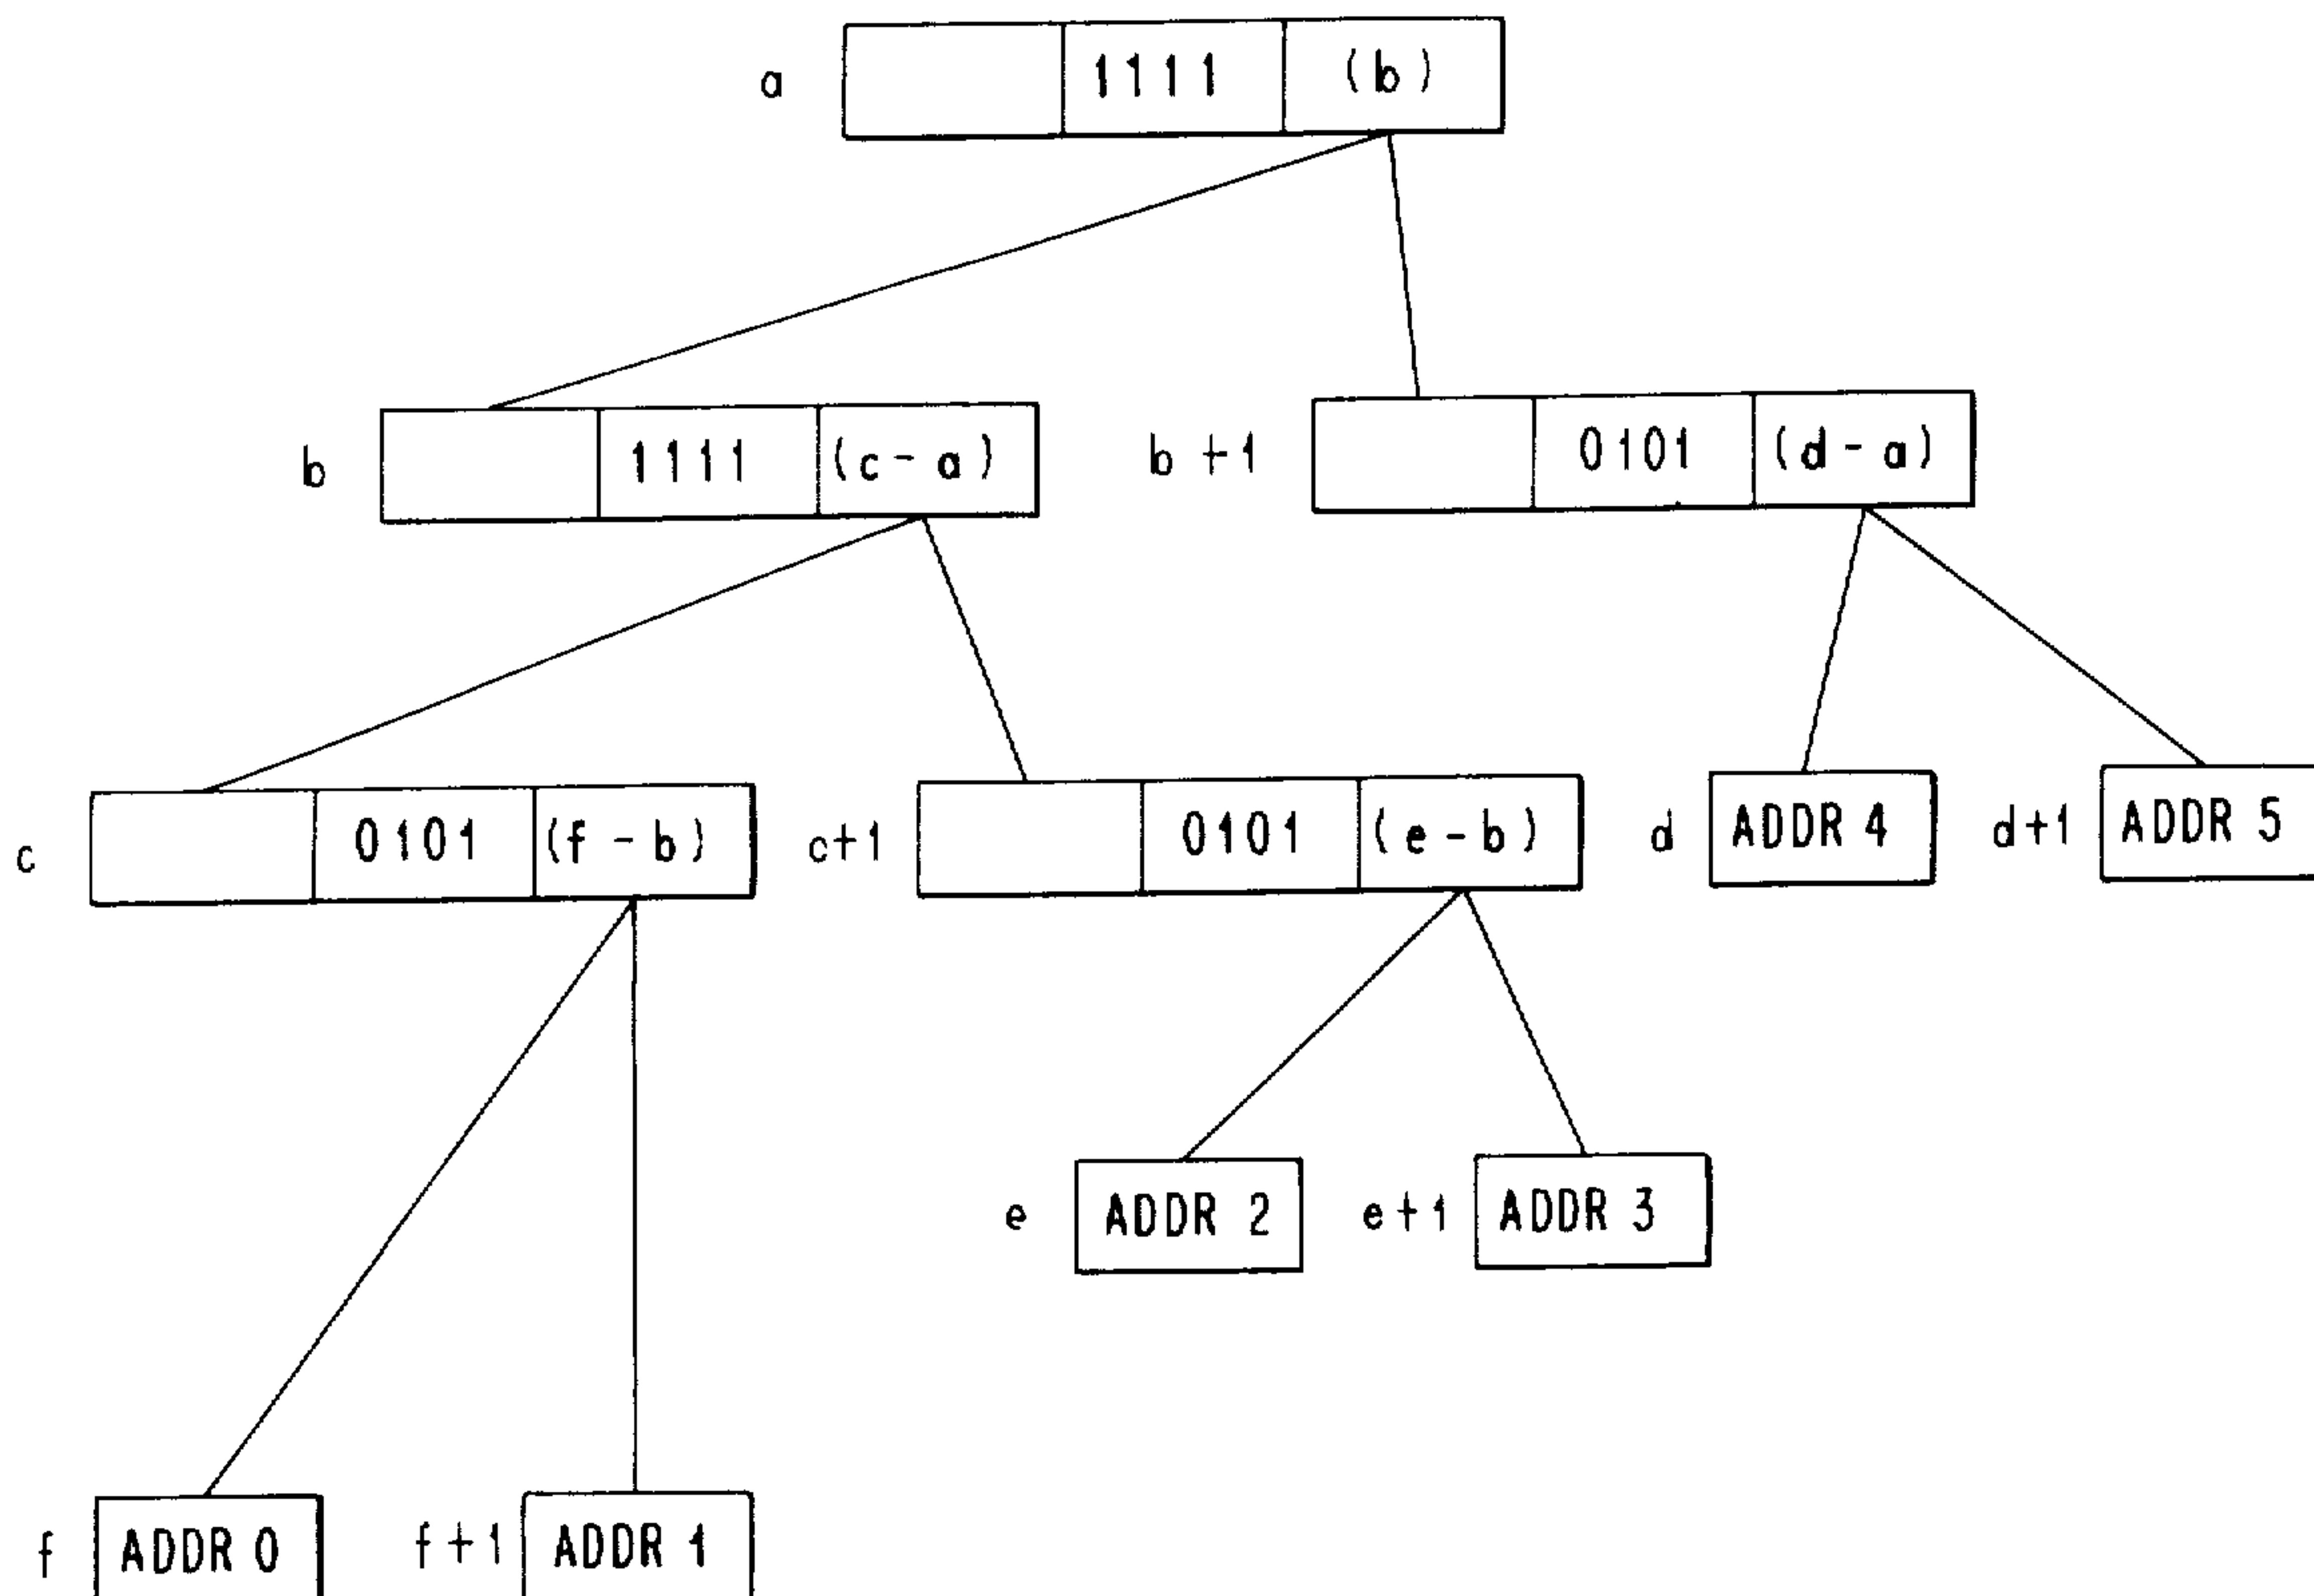 a 1111 (b)
b 1111 (c-a) b+1 0101 (d-a)
c 0101 (f-b) c+1 0101 (e-b) d ADDR 4 d+1 ADDR 5
e ADDR 2 e+1 ADDR 3
f ADDR 0 f+1 ADDR 1